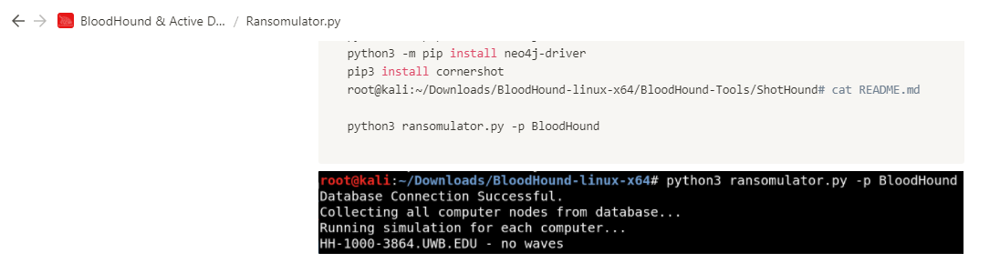 BloodHound & Active D... / Ransomulator.py
python3 -m pip install neo4j-driver
pip3 install cornershot
root@kali:~/Downloads/BloodHound-linux-x64/BloodHound-Tools/ShotHound# cat README.md
python3 ransomulator.py -p BloodHound
root@kali:~/Downloads/BloodHound-linux-x64# python3 ransomulator.py -p BloodHound
Database Connection Successful.
Collecting all computer nodes from database...
Running simulation for each computer...
HH-1000-3864.UWB.EDU - no waves